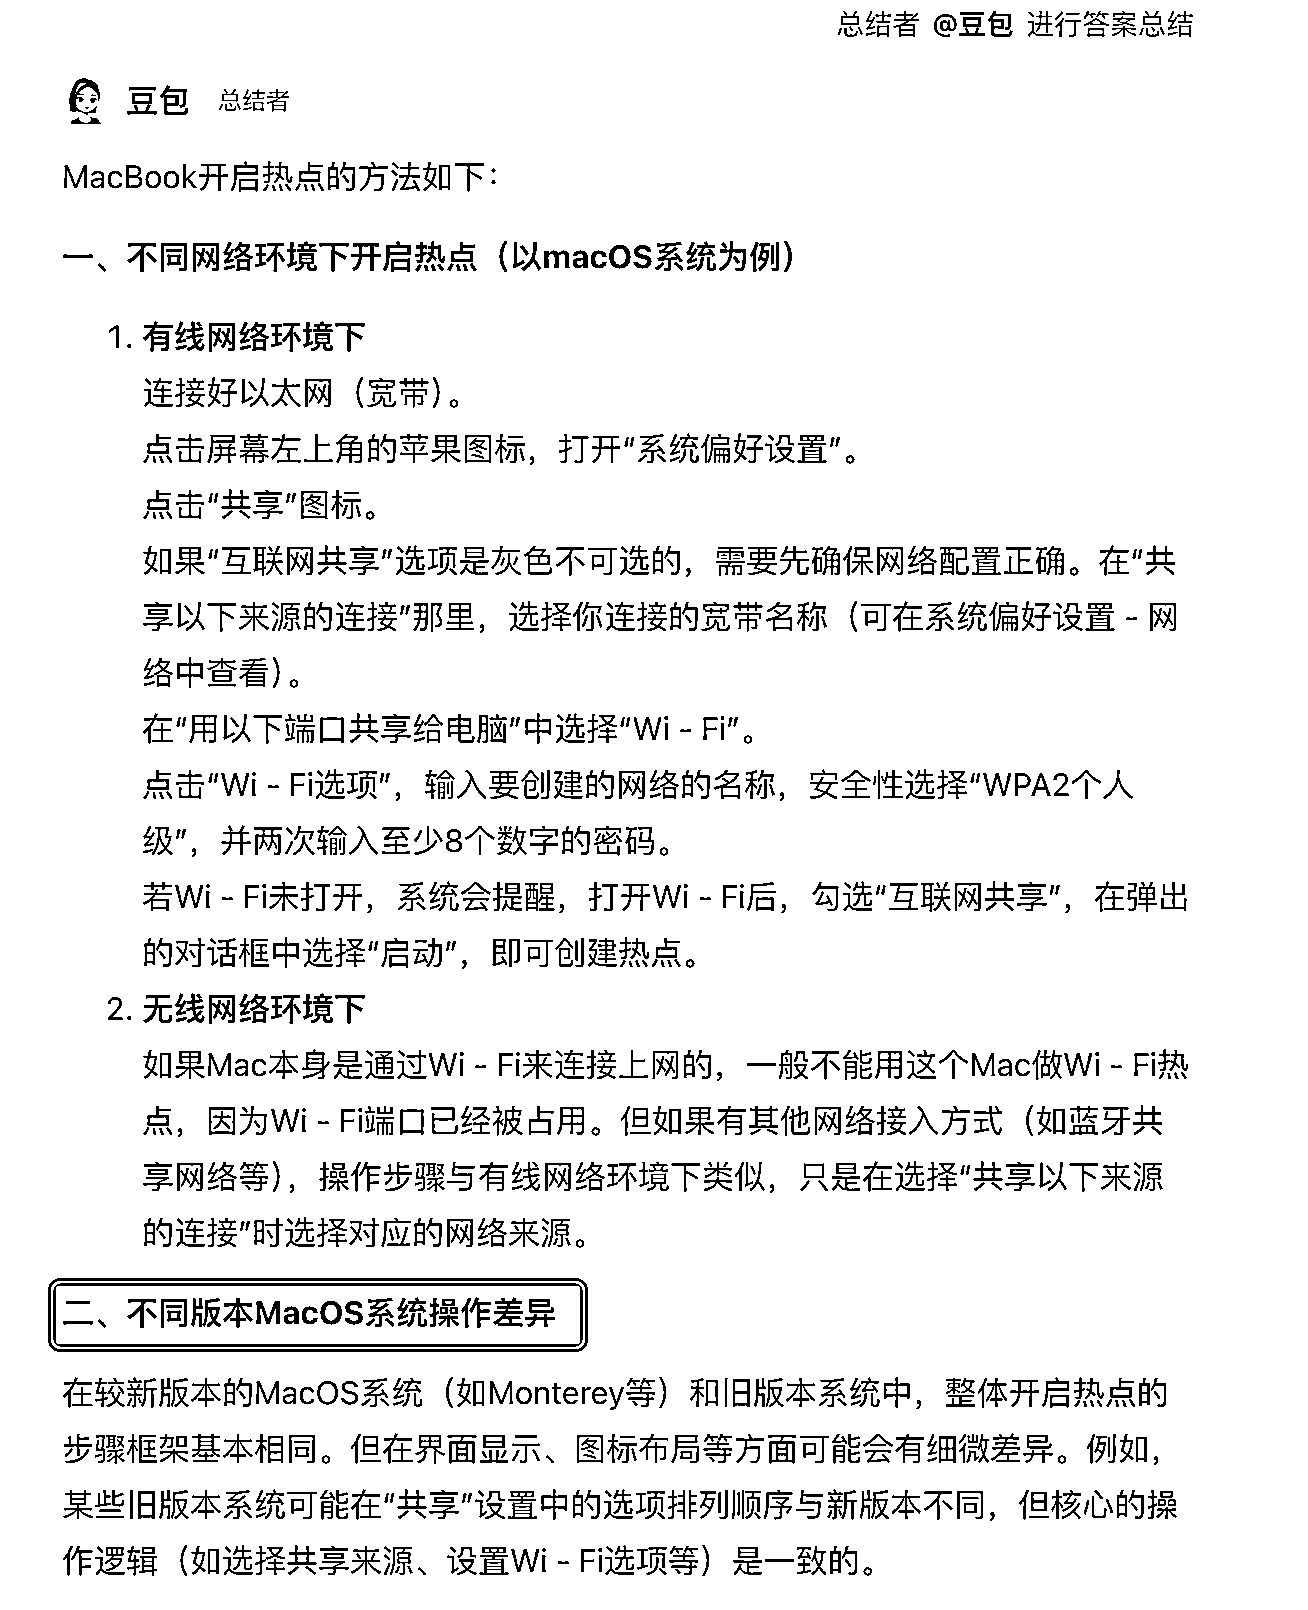 总结者 @豆包 进行答案总结
豆包 总结者
MacBook开启热点的方法如下：
一、不同网络环境下开启热点（以macOS系统为例）
1. 有线网络环境下
连接好以太网（宽带）。
点击屏幕左上角的苹果图标，打开“系统偏好设置”。
点击“共享”图标。
如果“互联网共享”选项是灰色不可选的，需要先确保网络配置正确。在“共
享以下来源的连接”那里，选择你连接的宽带名称（可在系统偏好设置 - 网
络中查看）。
在“用以下端口共享给电脑”中选择“Wi - Fi”。
点击“Wi - Fi选项”，输入要创建的网络的名称，安全性选择“WPA2个人
级”，并两次输入至少8个数字的密码。
若Wi - Fi未打开，系统会提醒，打开Wi - Fi后，勾选“互联网共享”，在弹出
的对话框中选择“启动”，即可创建热点。
2. 无线网络环境下
如果Mac本身是通过Wi - Fi来连接上网的，一般不能用这个Mac做Wi - Fi热
点，因为Wi - Fi端口已经被占用。但如果有其他网络接入方式（如蓝牙共
享网络等），操作步骤与有线网络环境下类似，只是在选择“共享以下来源
的连接”时选择对应的网络来源。
二、不同版本MacOS系统操作差异
在较新版本的MacOS系统（如Monterey等）和旧版本系统中，整体开启热点的
步骤框架基本相同。但在界面显示、图标布局等方面可能会有细微差异。例如，
某些旧版本系统可能在“共享”设置中的选项排列顺序与新版本不同，但核心的操
作逻辑（如选择共享来源、设置Wi - Fi选项等）是一致的。